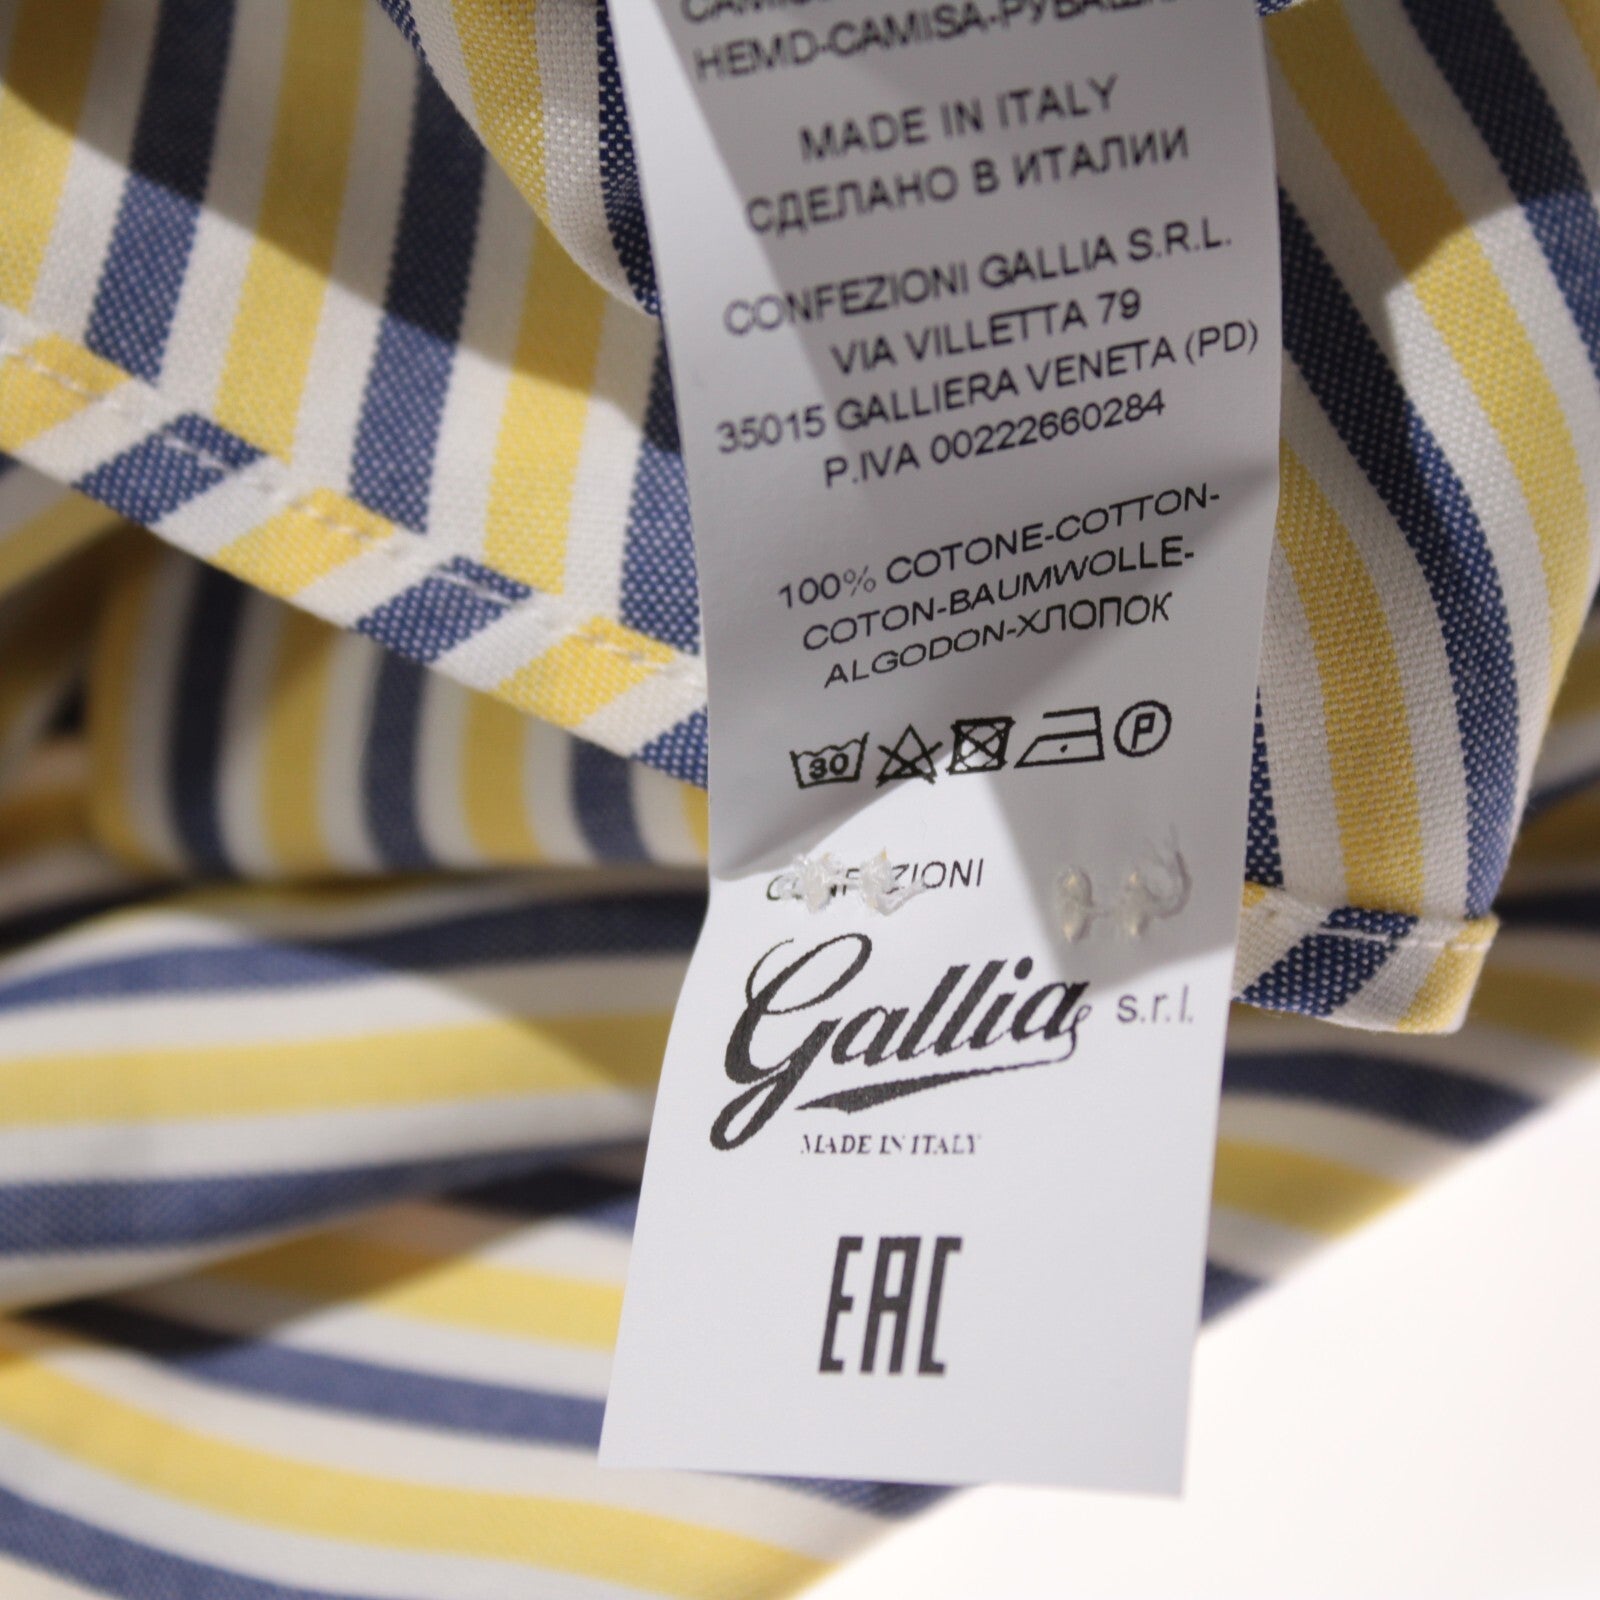 HEMD-CAMISA-РУБАШКА
MADE IN ITALY
СДЕЛАНО В ИТАЛИИ
CONFEZIONI GALLIA S.R.L.
VIA VILLETTA 79
35015 GALLIERA VENETA (PD)
P.IVA 00222660284
100% COTONE-COTTON-
COTON-BAUMWOLLE-
ALGODON-ХЛОПОК
30
P
CONFEZIONI
Gallia s.r.l.
MADE IN ITALY
EAC